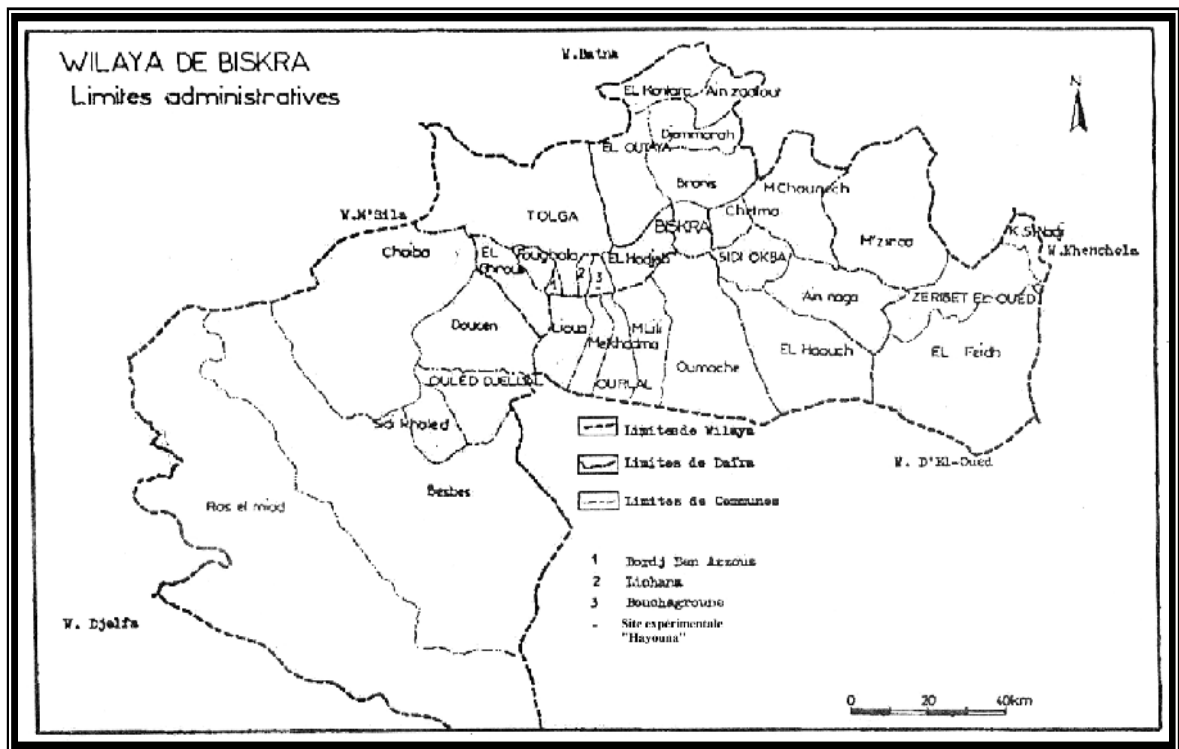 WILAYA DE BISKRA
Limites administratives
W.Batna
N
EL Kantara
Ain zaatout
Djemmorah
EL OUTAYA
Branis
M'Chounech
W.M'Sila
TOLGA
BISKRA
Chetma
M'ziraa
K.S.Nadji
W.Khenchela
Chaiba
EL Ghrous
Foughala
2
3
EL Hadjeb
SIDI OKBA
Ain naga
ZERIBET EL OUED
Doucen
Lioua
Mekhadma
M'Lili
Oumache
EL Haouch
EL Feidh
OULED DJELLAL
OURLAL
Sidi Khaled
Limites de Wilaya
W. D'El-Oued
Limites de Daira
Besbes
Ras el miad
Limites de Communes
1 Bordj Ben Azzouz
2 Lichana
3 Bouchagroune
- Site expérimentale
"Hayouna"
W. Djelfa
0 20 40km